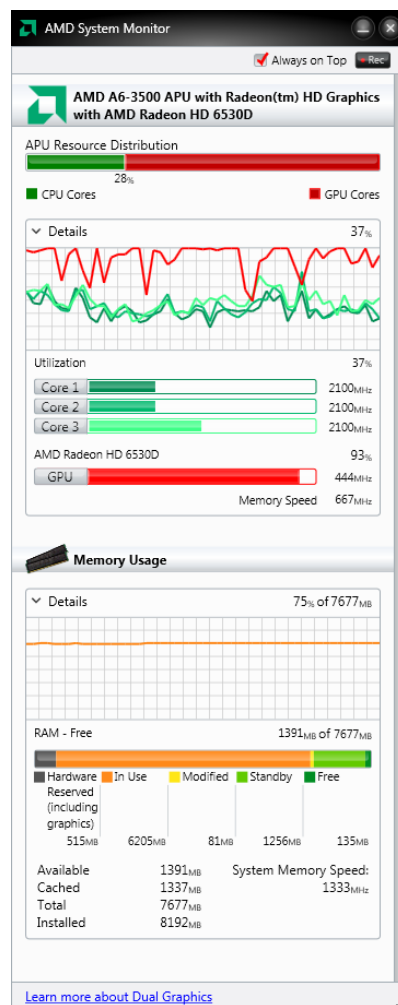 AMD System Monitor
Always on Top Rec
AMD A6-3500 APU with Radeon(tm) HD Graphics
with AMD Radeon HD 6530D
APU Resource Distribution
28%
CPU Cores GPU Cores
Details 37%
Utilization 37%
Core 1 2100MHz
Core 2 2100MHz
Core 3 2100MHz
AMD Radeon HD 6530D 93%
GPU 444MHz
Memory Speed 667MHz
Memory Usage
Details 75% of 7677MB
RAM - Free 1391MB of 7677MB
Hardware In Use Modified Standby Free
Reserved
(including
graphics)
515MB 6205MB 81MB 1256MB 135MB
Available 1391MB System Memory Speed:
Cached 1337MB 1333MHz
Total 7677MB
Installed 8192MB
Learn more about Dual Graphics